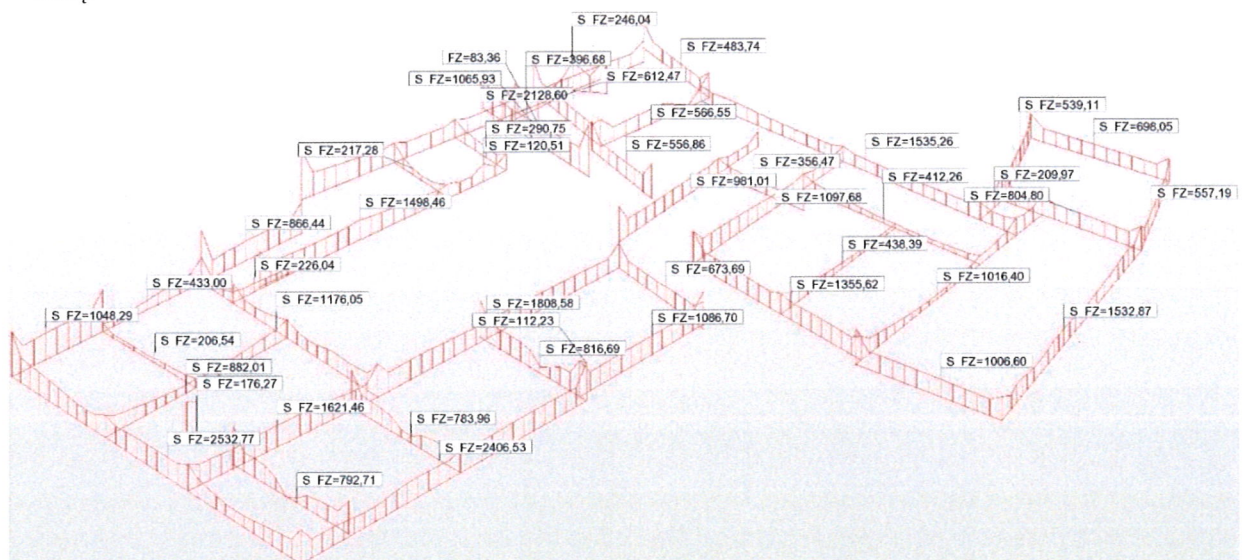 S FZ=246,04
S FZ=483,74
FZ=83,36
S FZ=396,68
S FZ=1065,93
S FZ=612,47
S FZ=2128,60
S FZ=539,11
S FZ=566,55
S FZ=698,05
S FZ=290,75
S FZ=120,51
S FZ=556,86
S FZ=1535,26
S FZ=217,28
S FZ=356,47
S FZ=981,01
S FZ=412,26
S FZ=209,97
S FZ=557,19
S FZ=1097,68
S FZ=804,80
S FZ=1498,46
S FZ=866,44
S FZ=438,39
S FZ=226,04
S FZ=673,69
S FZ=1016,40
S FZ=433,00
S FZ=1355,62
S FZ=1176,05
S FZ=1808,58
S FZ=1532,87
S FZ=1048,29
S FZ=112,23
S FZ=1086,70
S FZ=206,54
S FZ=816,69
S FZ=882,01
S FZ=1006,60
S FZ=176,27
S FZ=1621,46
S FZ=783,96
S FZ=2532,77
S FZ=2406,53
S FZ=792,71